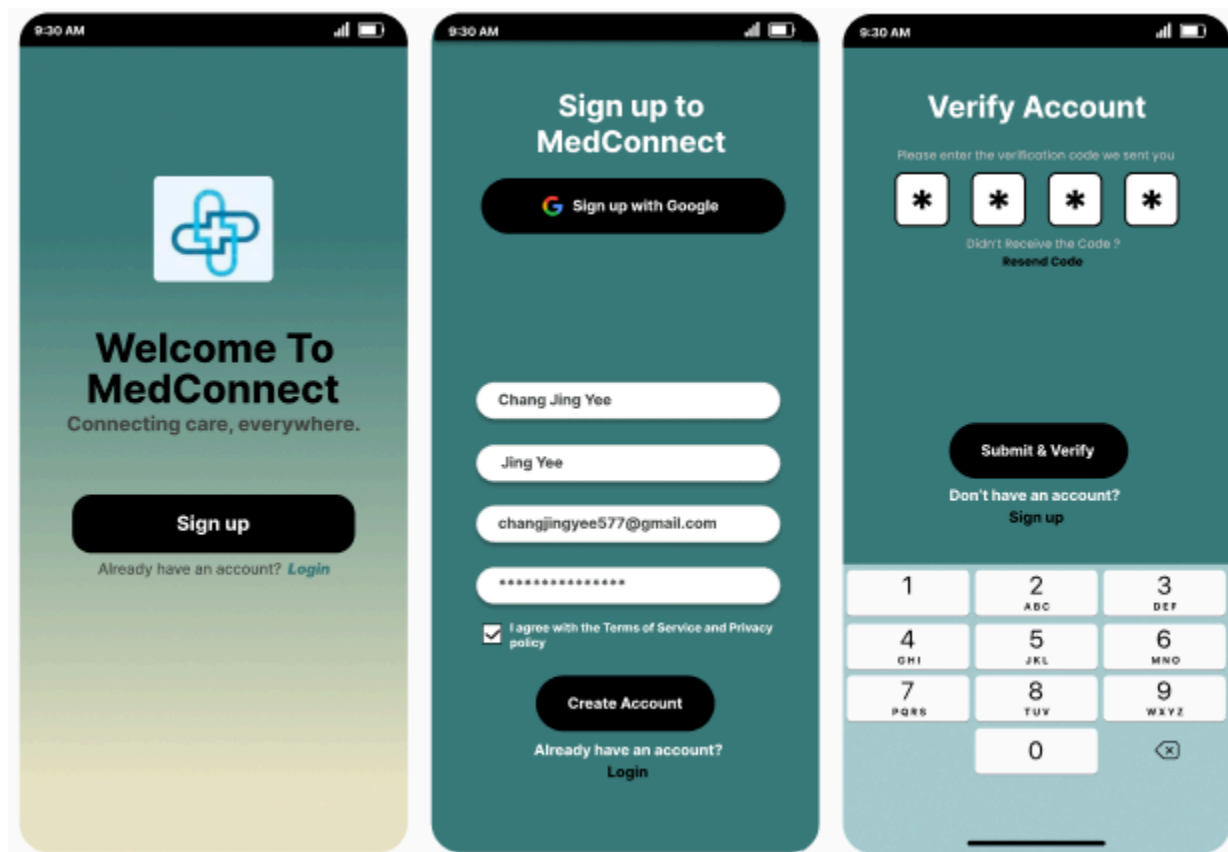 9:30 AM
Welcome To
MedConnect
Connecting care, everywhere.
Sign up
Already have an account? Login
9:30 AM
Sign up to
MedConnect
Sign up with Google
Chang Jing Yee
Jing Yee
changjingyee577@gmail.com
***************
I agree with the Terms of Service and Privacy
policy
Create Account
Already have an account?
Login
9:30 AM
Verify Account
Please enter the verification code we sent you
* * * *
Didn't Receive the Code ?
Resend Code
Submit & Verify
Don't have an account?
Sign up
1 2 3
ABC DEF
4 5 6
GHI JKL MNO
7 8 9
PQRS TUV WXYZ
0